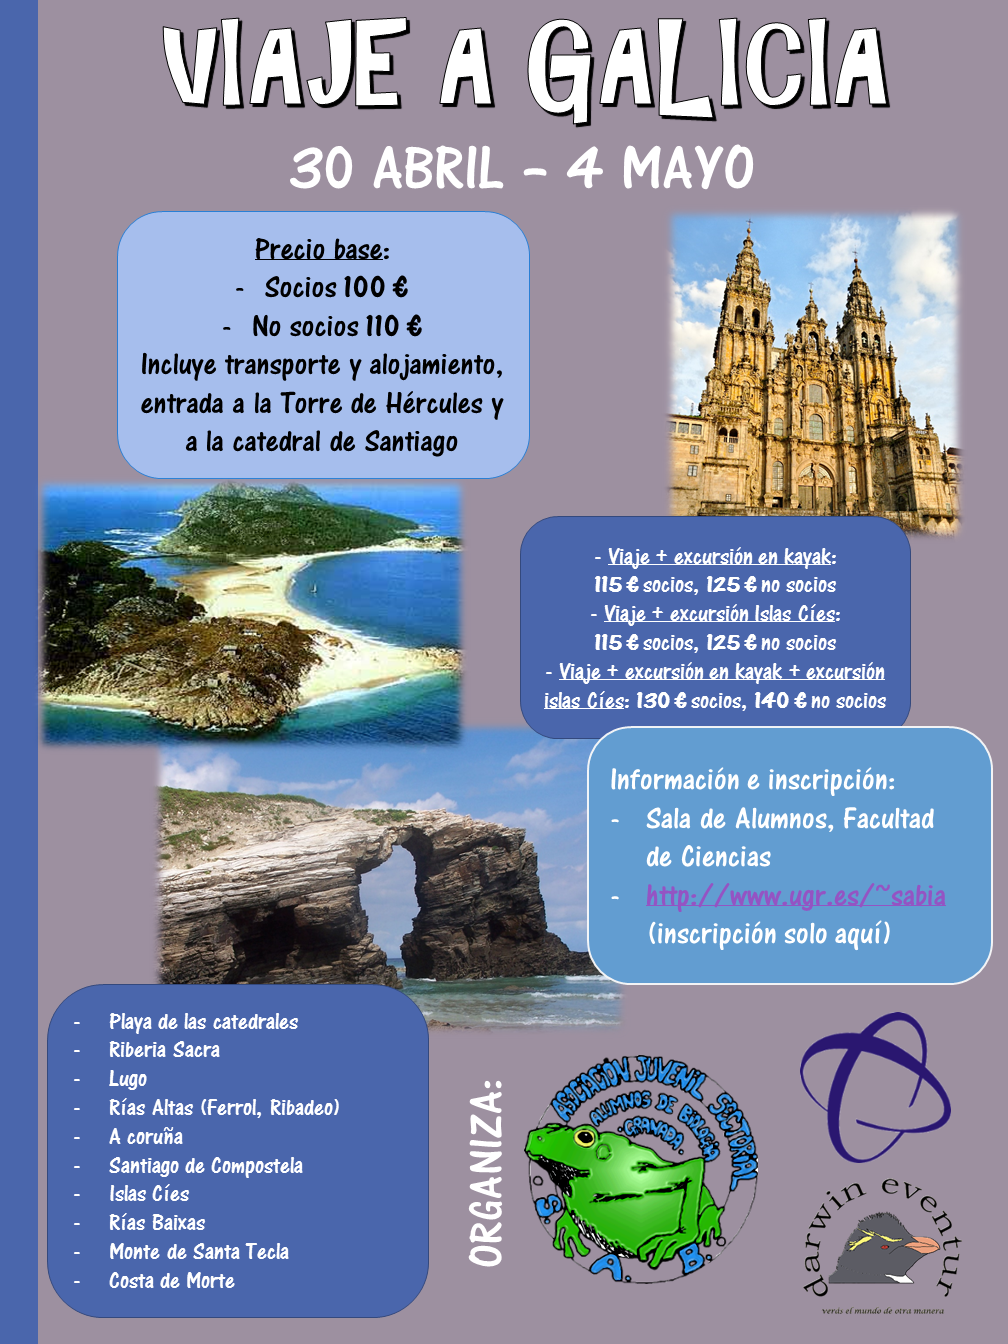 VIAJE A GALICIA
30 ABRIL - 4 MAYO
Precio base:
- Socios 100 €
- No socios 110 €
Incluye transporte y alojamiento,
entrada a la Torre de Hércules y
a la catedral de Santiago
- Viaje + excursión en kayak:
115 € socios, 125 € no socios
- Viaje + excursión Islas Cíes:
115 € socios, 125 € no socios
- Viaje + excursión en kayak + excursión
islas Cíes: 130 € socios, 140 € no socios
Información e inscripción:
- Sala de Alumnos, Facultad
de Ciencias
- http://www.ugr.es/~sabia
(inscripción solo aquí)
- Playa de las catedrales
- Riberia Sacra
- Lugo
- Rías Altas (Ferrol, Ribadeo)
- A coruña
- Santiago de Compostela
- Islas Cíes
- Rías Baixas
- Monte de Santa Tecla
- Costa de Morte
ORGANIZA:
ASOCIACIÓN JUVENIL SECTORIAL
ALUMNOS DE BIOLOGÍA
GRANADA.
S. A. B.
darwin eventur
verás el mundo de otra manera